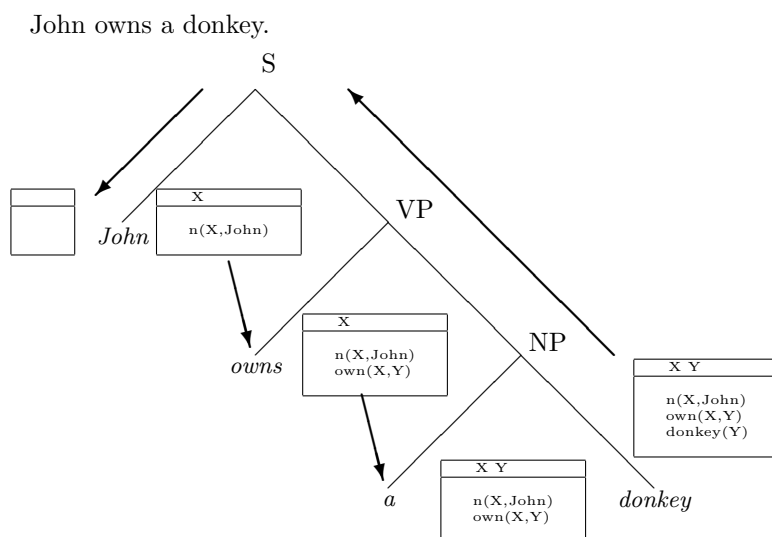 John owns a donkey.
S
X
n(X,John)
VP
John
X
n(X,John)
own(X,Y)
owns
NP
X Y
n(X,John)
own(X,Y)
donkey(Y)
X Y
n(X,John)
own(X,Y)
a
donkey